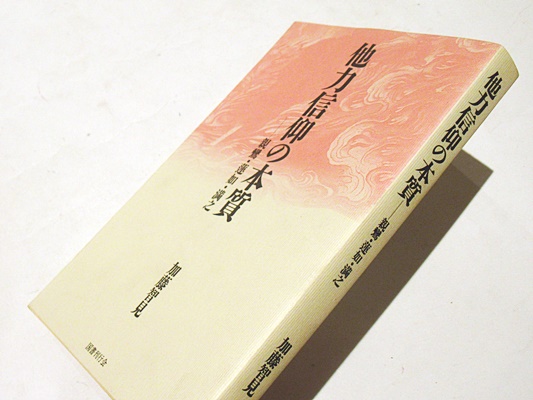 他力信仰の本質
親鸞・蓮如・満之
加藤智見
国書刊行会
他力信仰の本質―親鸞・蓮如・満之
加藤智見